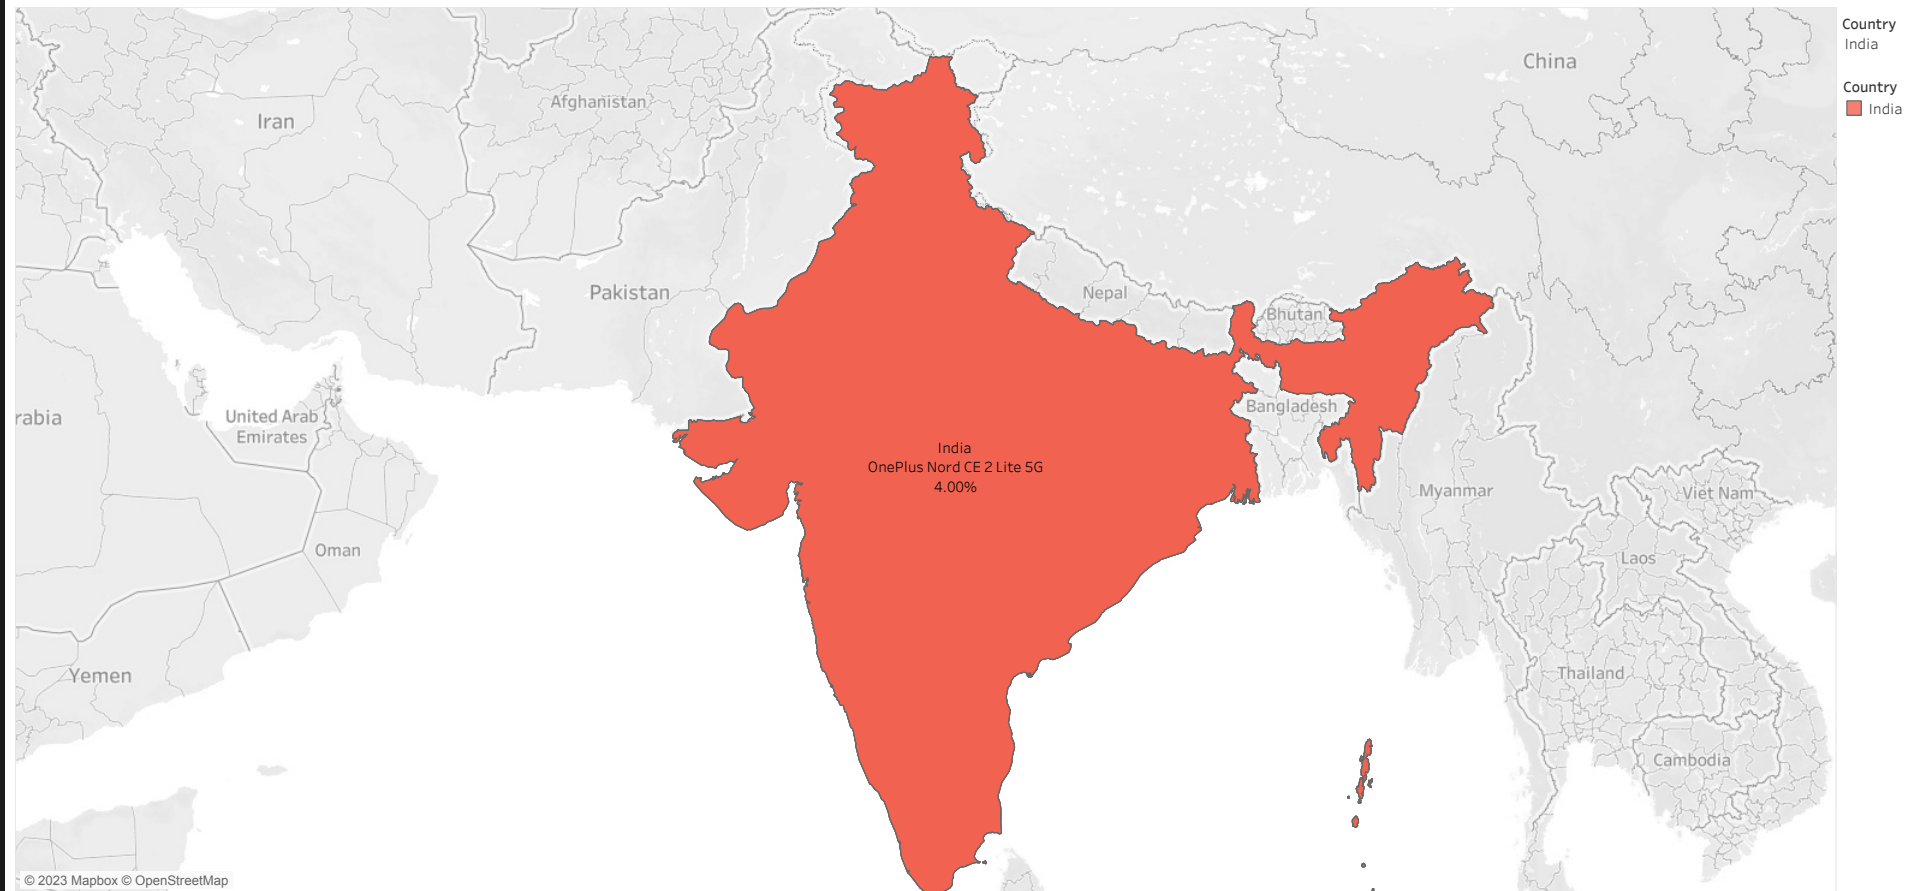 China
Afghanistan
Iran
Pakistan
Nepal
Bhutan
rabia
United Arab
Emirates
Bangladesh
India
OnePlus Nord CE 2 Lite 5G
4.00%
Myanmar
Viet Nam
Oman
Laos
Yemen
Thailand
Cambodia
© 2023 Mapbox © OpenStreetMap
Country
India
Country
India